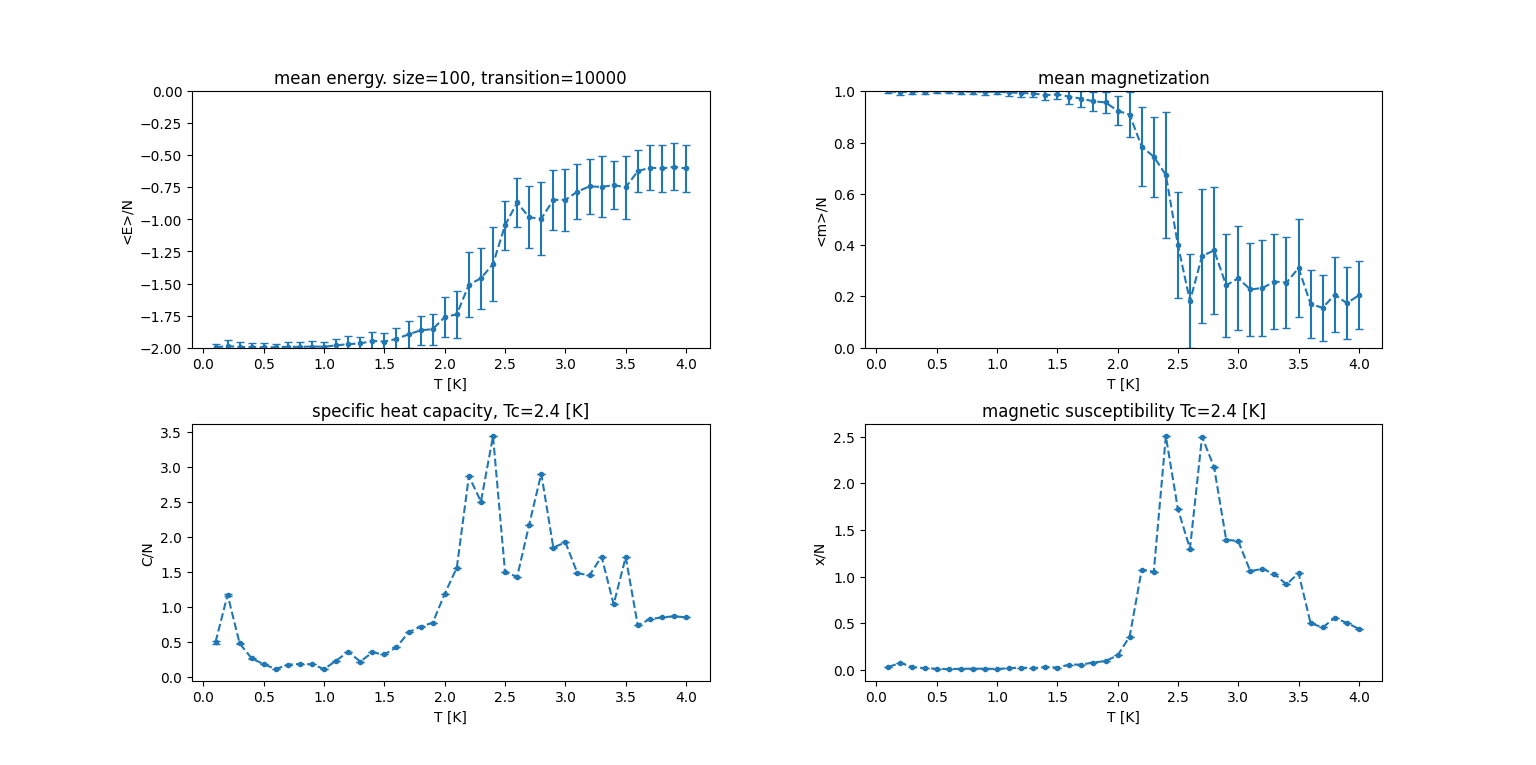 mean energy. size=100, transition=10000
0.00
−0.25
−0.50
−0.75
−1.00
−1.25
−1.50
−1.75
−2.00
<E>/N
0.0 0.5 1.0 1.5 2.0 2.5 3.0 3.5 4.0
T [K]
mean magnetization
1.0
0.8
0.6
0.4
0.2
0.0
<m>/N
0.0 0.5 1.0 1.5 2.0 2.5 3.0 3.5 4.0
T [K]
specific heat capacity, Tc=2.4 [K]
3.5
3.0
2.5
2.0
1.5
1.0
0.5
0.0
C/N
0.0 0.5 1.0 1.5 2.0 2.5 3.0 3.5 4.0
T [K]
magnetic susceptibility Tc=2.4 [K]
2.5
2.0
1.5
1.0
0.5
0.0
x/N
0.0 0.5 1.0 1.5 2.0 2.5 3.0 3.5 4.0
T [K]